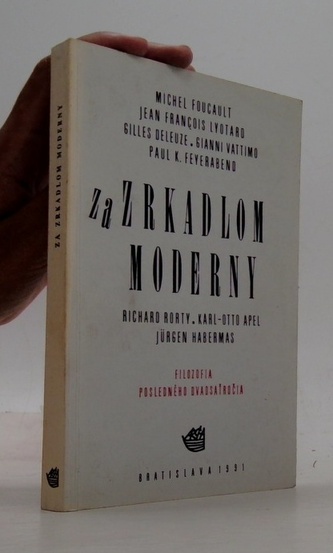 MICHEL FOUCAULT
JEAN FRANÇOIS LYOTARD
GILLES DELEUZE • GIANNI VATTIMO
PAUL K. FEYERABEND
za ZRKADLOM
MODERNY
RICHARD RORTY • KARL-OTTO APEL
JÜRGEN HABERMAS
FILOZOFIA
POSLEDNÉHO DVADSAŤROČIA
BRATISLAVA 1991
ZA ZRKADLOM MODERNY